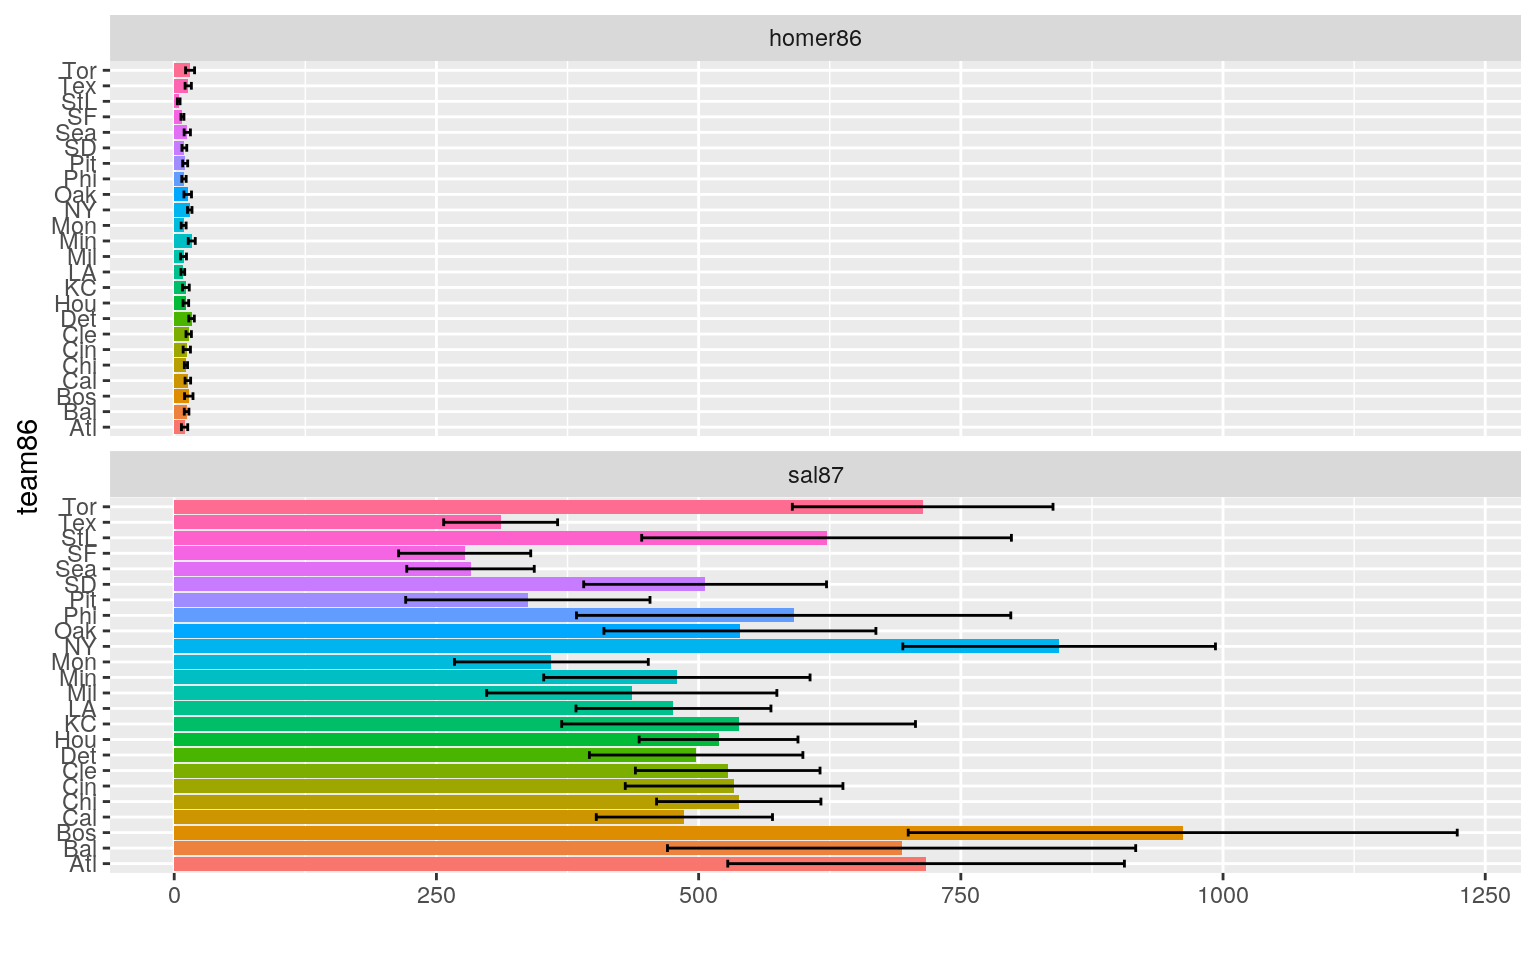 homer86
Tor
Tex
StL
SF
Sea
SD
Pit
Phi
Oak
NY
Mon
Min
Mil
LA
KC
Hou
Det
Cle
Cin
Chi
Cal
Bos
Bal
Atl
team86
sal87
Tor
Tex
StL
SF
Sea
SD
Pit
Phi
Oak
NY
Mon
Min
Mil
LA
KC
Hou
Det
Cle
Cin
Chi
Cal
Bos
Bal
Atl
0 250 500 750 1000 1250